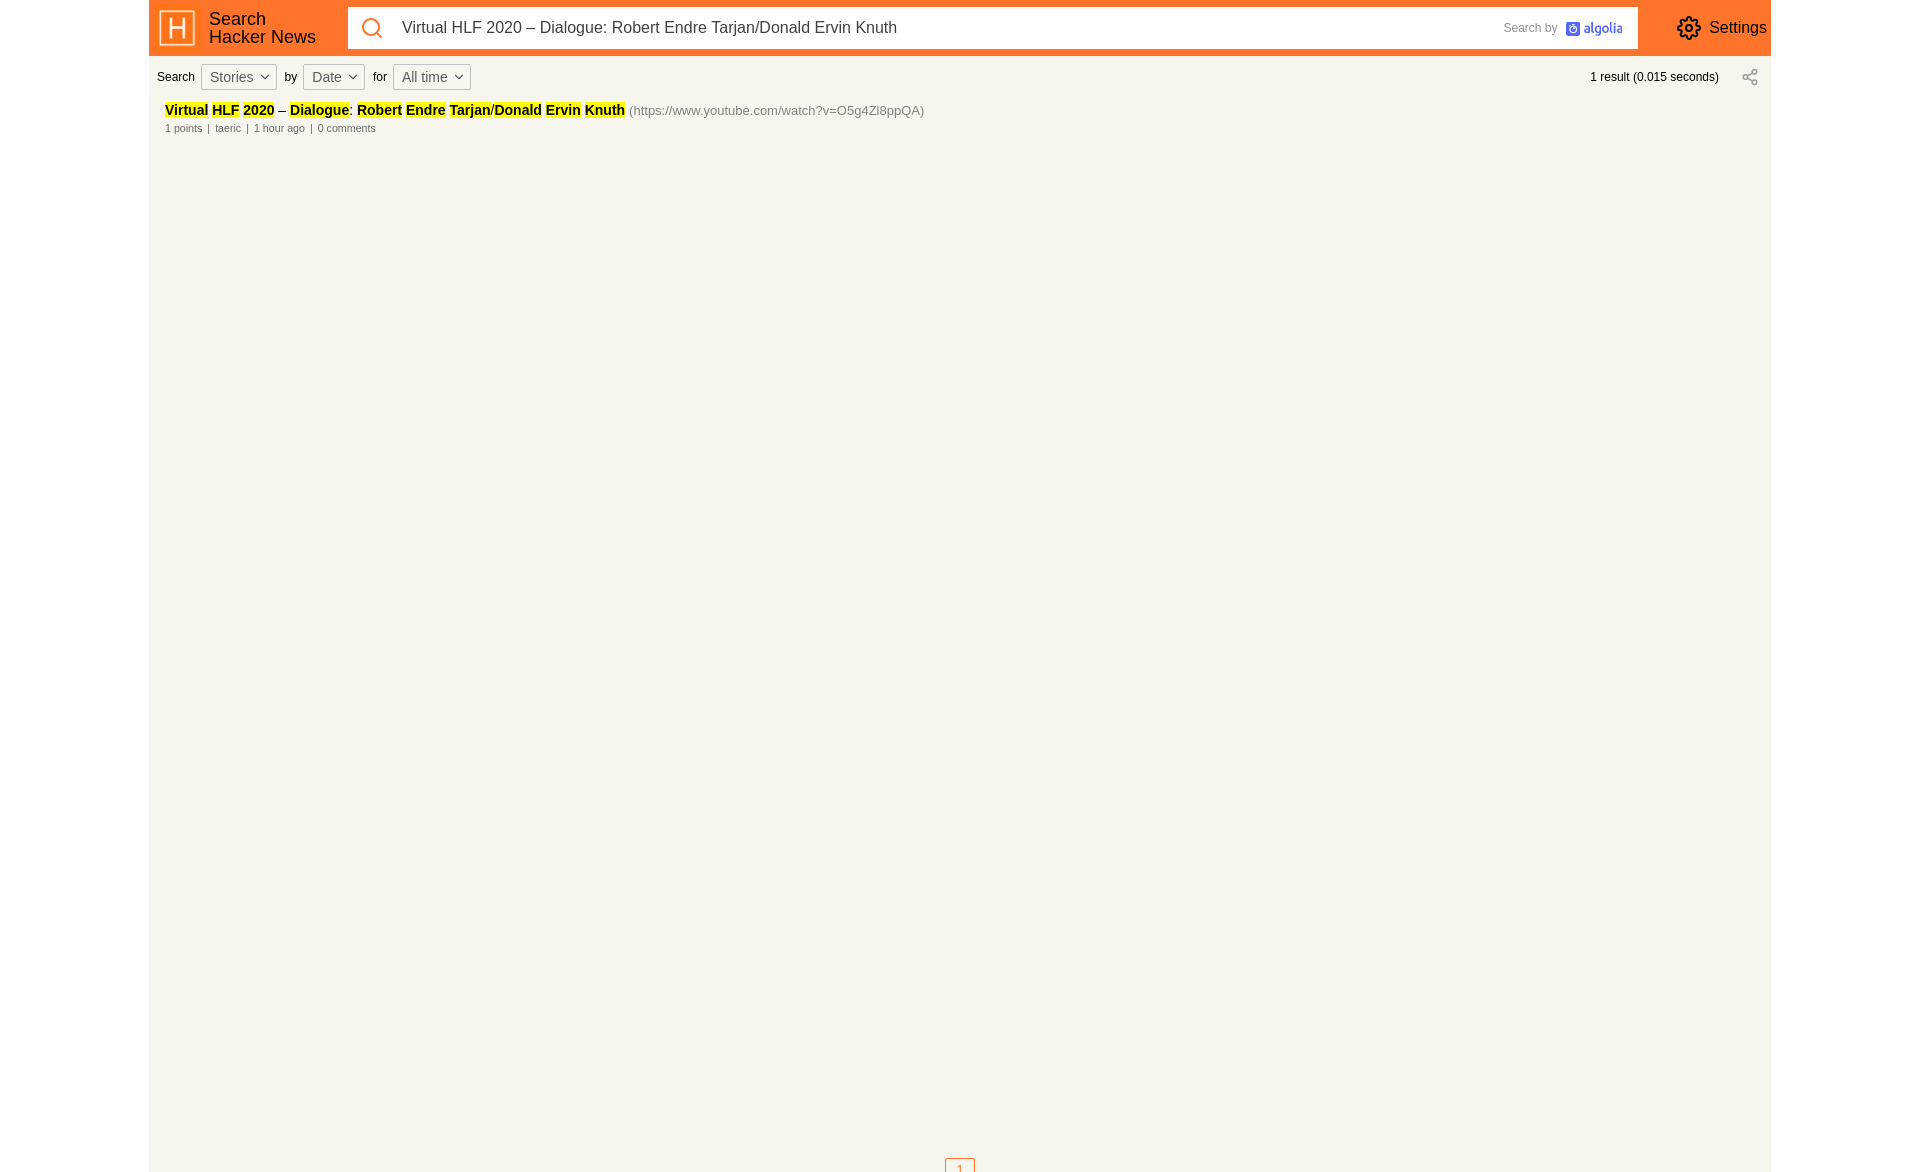 H
Search
Hacker News
Virtual HLF 2020 – Dialogue: Robert Endre Tarjan/Donald Ervin Knuth
Search by algolia
Settings
Search Stories by Date for All time
1 result (0.015 seconds)
Virtual HLF 2020 – Dialogue: Robert Endre Tarjan/Donald Ervin Knuth (https://www.youtube.com/watch?v=O5g4Zl8ppQA)
1 points | taeric | 1 hour ago | 0 comments
1